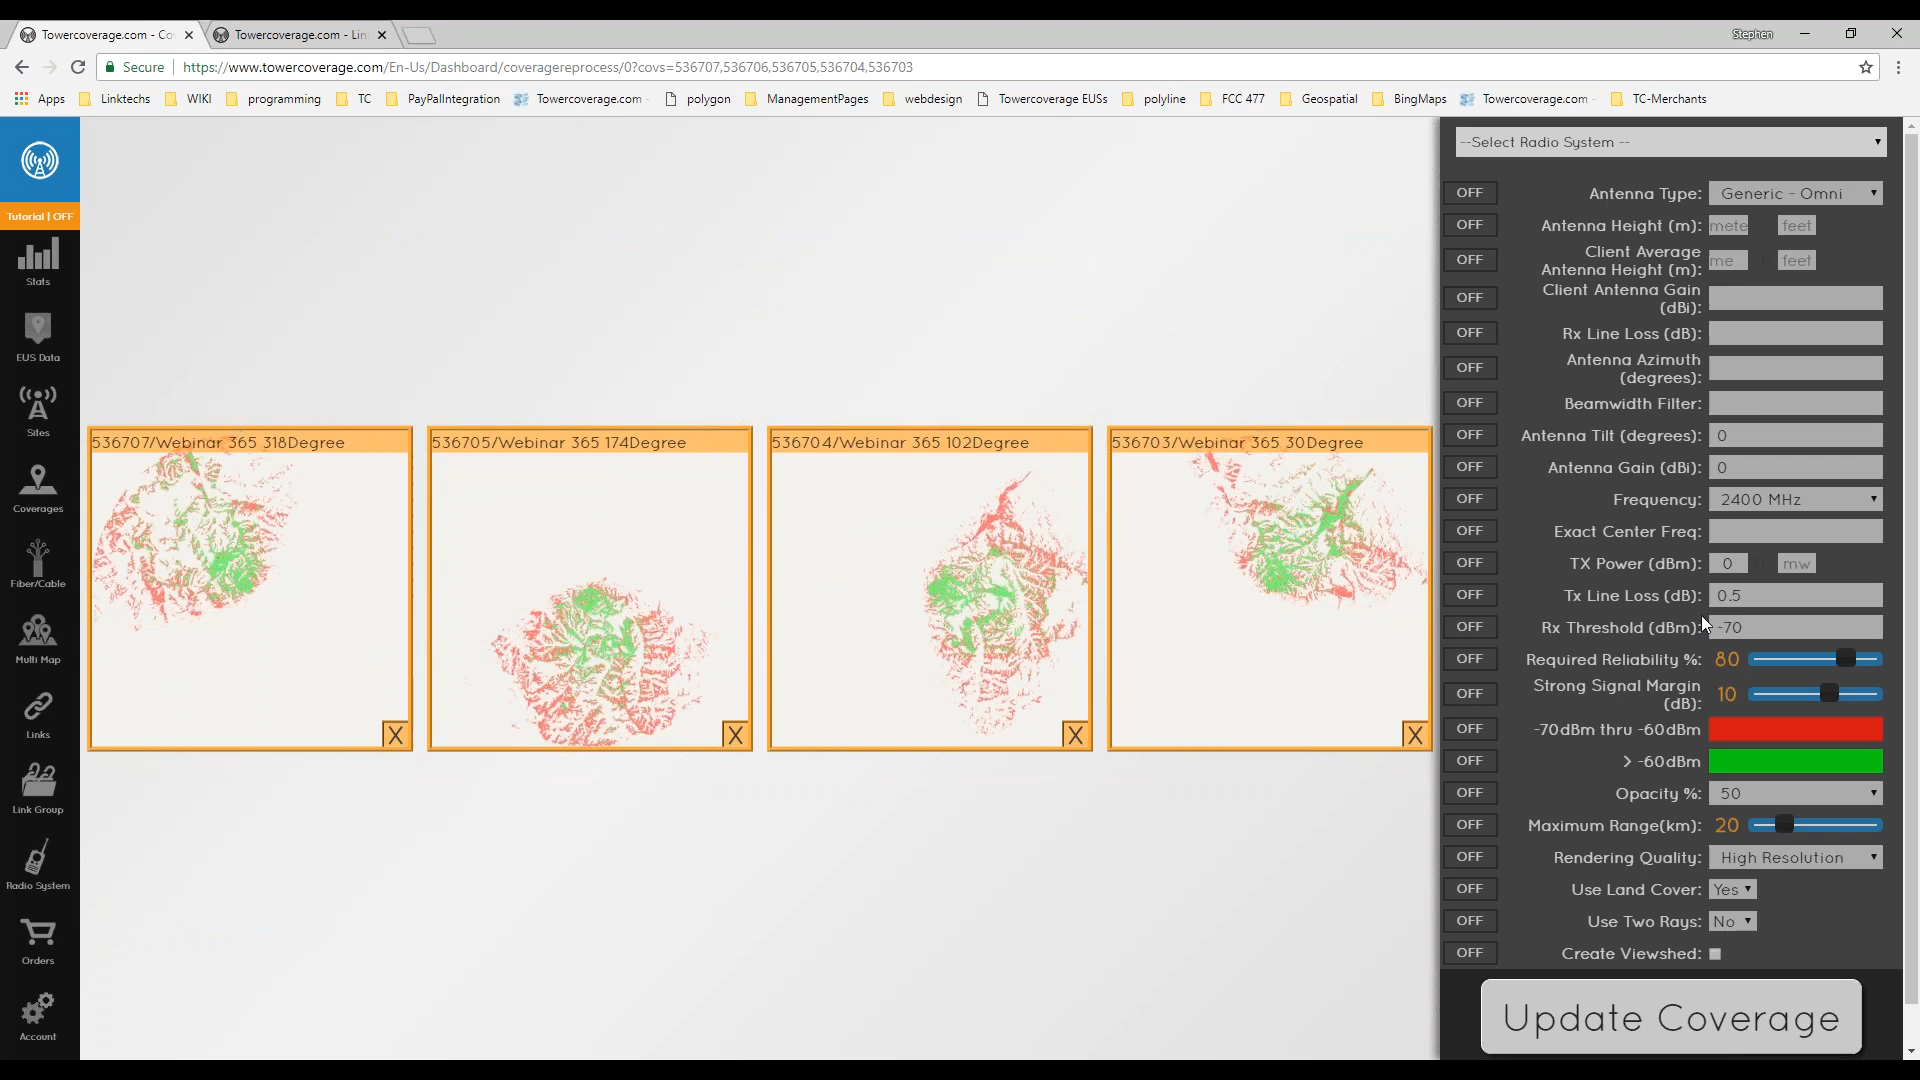 Towercoverage.com - Co
Towercoverage.com - Lin
Stephen
Secure
https://www.towercoverage.com/En-Us/Dashboard/coveragereprocess/0?covs=536707,536706,536705,536704,536703
Apps Linktechs WIKI programming TC PayPalIntegration Towercoverage.com polygon ManagementPages webdesign Towercoverage EUSs polyline FCC 477 Geospatial BingMaps Towercoverage.com TC-Merchants
Tutorial | OFF
Stats
EUS Data
Sites
Coverages
Fiber/Cable
Multi Map
Links
Link Group
Radio System
Orders
Account
536707/Webinar 365 318Degree
X
536705/Webinar 365 174Degree
X
536704/Webinar 365 102Degree
X
536703/Webinar 365 30Degree
X
--Select Radio System --
OFF Antenna Type: Generic - Omni
OFF Antenna Height (m): mete feet
OFF Client Average
Antenna Height (m): me feet
OFF Client Antenna Gain
(dBi):
OFF Rx Line Loss (dB):
OFF Antenna Azimuth
(degrees):
OFF Beamwidth Filter:
OFF Antenna Tilt (degrees): 0
OFF Antenna Gain (dBi): 0
OFF Frequency: 2400 MHz
OFF Exact Center Freq:
OFF TX Power (dBm): 0 mw
OFF Tx Line Loss (dB): 0.5
OFF Rx Threshold (dBm): -70
OFF Required Reliability %: 80
OFF Strong Signal Margin
(dB): 10
OFF -70dBm thru -60dBm
OFF > -60dBm
OFF Opacity %: 50
OFF Maximum Range(km): 20
OFF Rendering Quality: High Resolution
OFF Use Land Cover: Yes
OFF Use Two Rays: No
OFF Create Viewshed:
Update Coverage